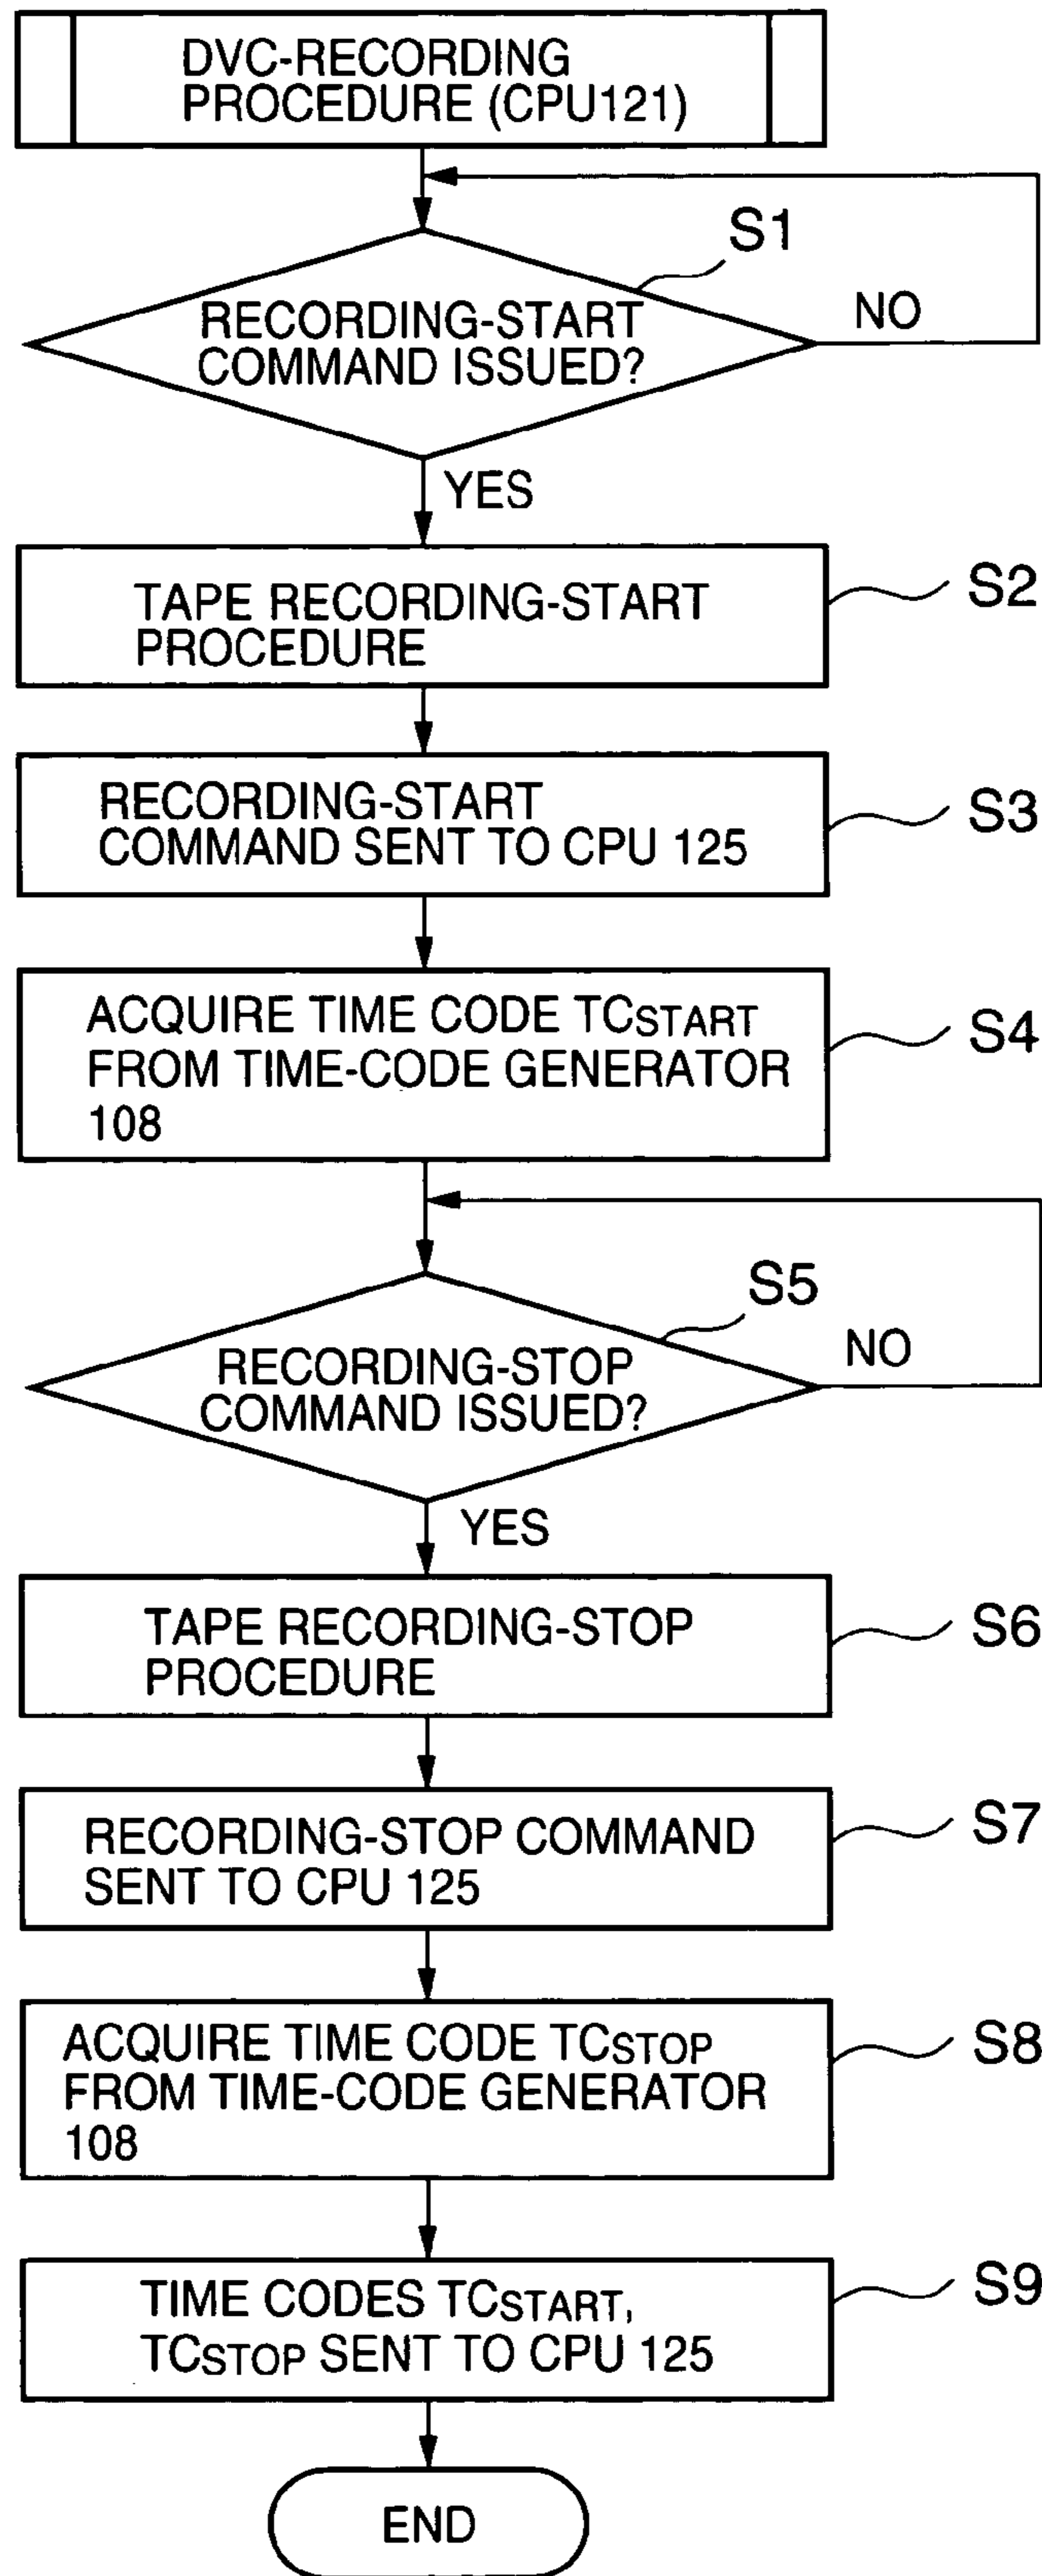 DVC-RECORDING
PROCEDURE (CPU121)
S1
RECORDING-START
COMMAND ISSUED?
NO
YES
TAPE RECORDING-START
PROCEDURE
S2
RECORDING-START
COMMAND SENT TO CPU 125
S3
ACQUIRE TIME CODE TCSTART
FROM TIME-CODE GENERATOR
108
S4
S5
RECORDING-STOP
COMMAND ISSUED?
NO
YES
TAPE RECORDING-STOP
PROCEDURE
S6
RECORDING-STOP COMMAND
SENT TO CPU 125
S7
ACQUIRE TIME CODE TCSTOP
FROM TIME-CODE GENERATOR
108
S8
TIME CODES TCSTART,
TCSTOP SENT TO CPU 125
S9
END